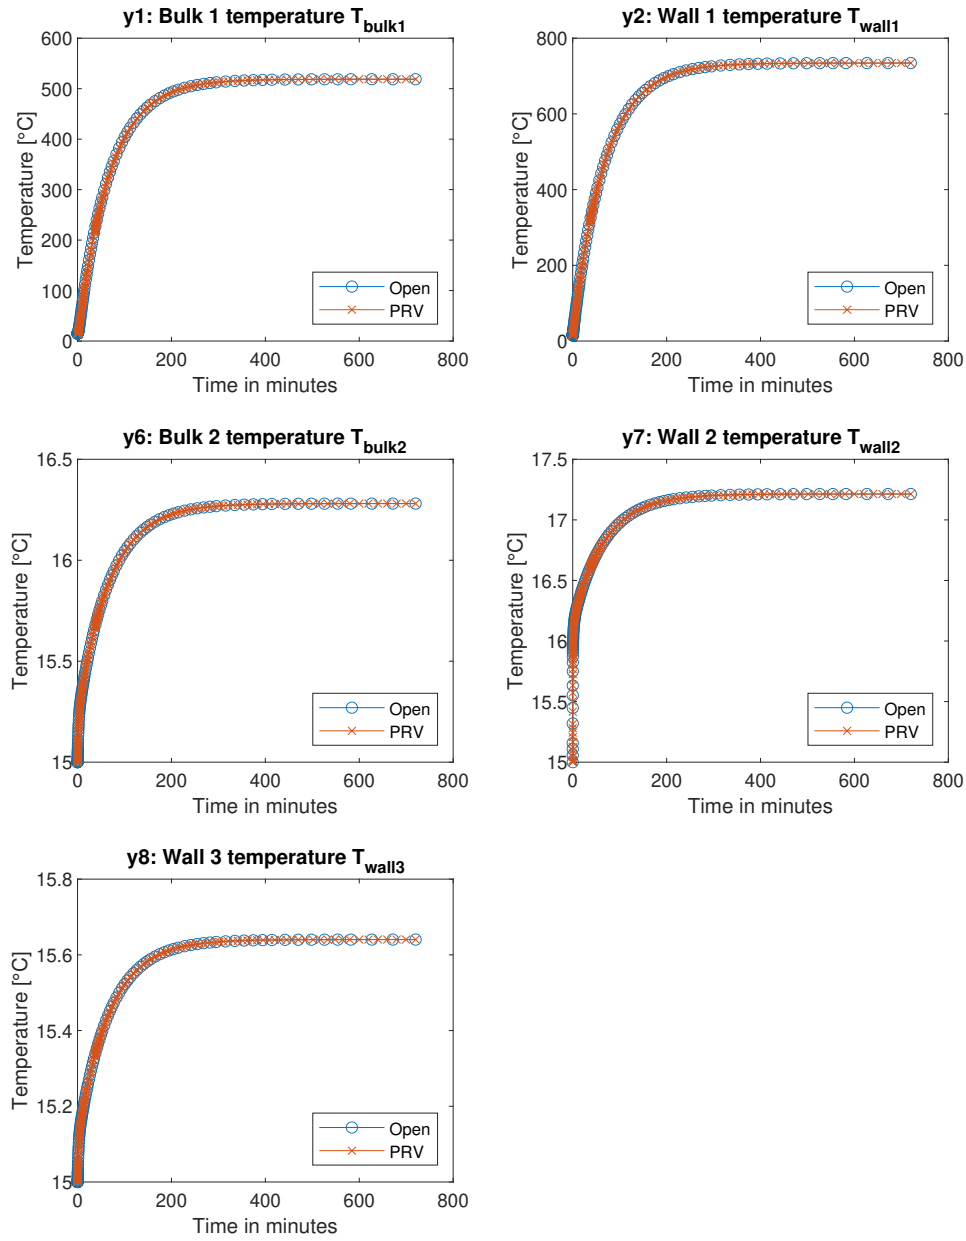 y1: Bulk 1 temperature T_bulk1
600
500
400
300
200
100
0
Temperature [°C]
0 200 400 600 800
Time in minutes
Open
PRV
y2: Wall 1 temperature T_wall1
800
600
400
200
0
Temperature [°C]
0 200 400 600 800
Time in minutes
Open
PRV
y6: Bulk 2 temperature T_bulk2
16.5
16
15.5
15
Temperature [°C]
0 200 400 600 800
Time in minutes
Open
PRV
y7: Wall 2 temperature T_wall2
17.5
17
16.5
16
15.5
15
Temperature [°C]
0 200 400 600 800
Time in minutes
Open
PRV
y8: Wall 3 temperature T_wall3
15.8
15.6
15.4
15.2
15
Temperature [°C]
0 200 400 600 800
Time in minutes
Open
PRV